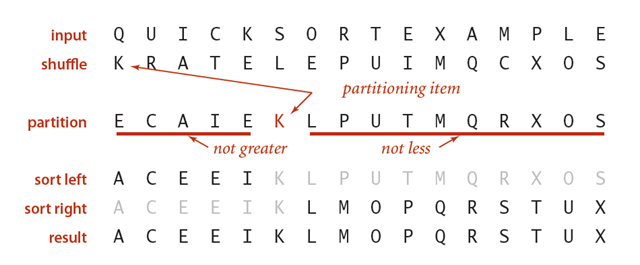 input Q U I C K S O R T E X A M P L E
shuffle K R A T E L E P U I M Q C X O S
partitioning item
partition E C A I E K L P U T M Q R X O S
not greater not less
sort left A C E E I K L P U T M Q R X O S
sort right A C E E I K L M O P Q R S T U X
result A C E E I K L M O P Q R S T U X